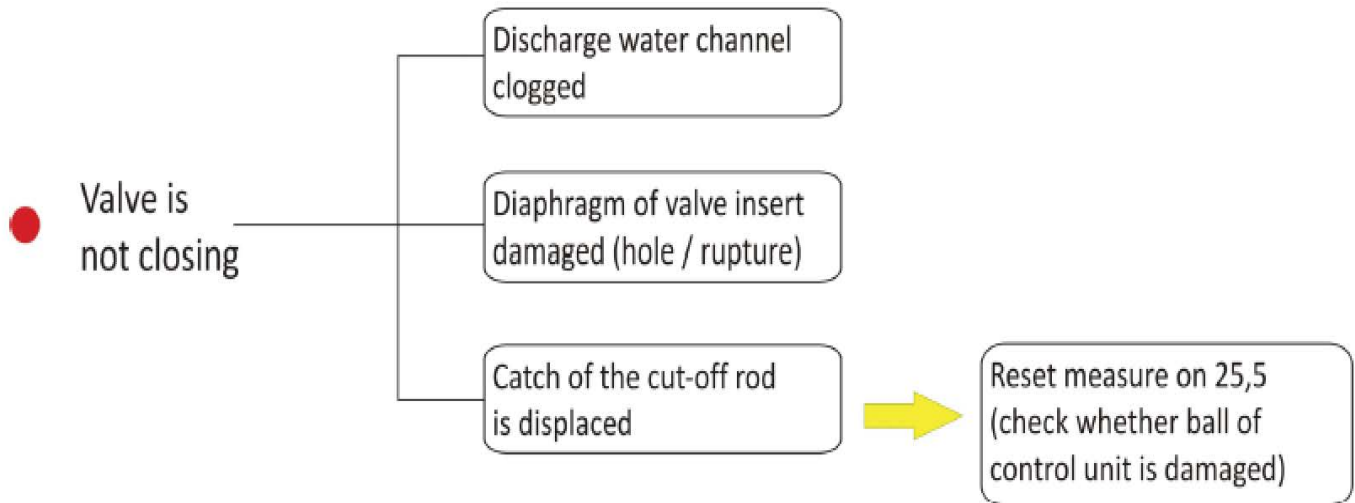 Valve is
not closing
Discharge water channel
clogged
Diaphragm of valve insert
damaged (hole / rupture)
Catch of the cut-off rod
is displaced
Reset measure on 25,5
(check whether ball of
control unit is damaged)